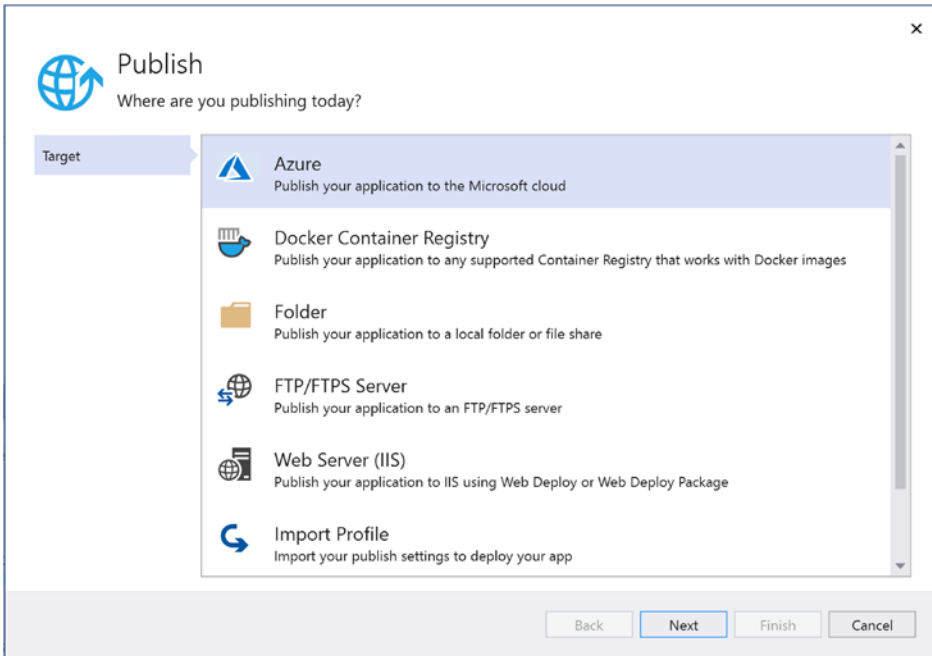 Publish
Where are you publishing today?
Target
Azure
Publish your application to the Microsoft cloud
Docker Container Registry
Publish your application to any supported Container Registry that works with Docker images
Folder
Publish your application to a local folder or file share
FTP/FTPS Server
Publish your application to an FTP/FTPS server
Web Server (IIS)
Publish your application to IIS using Web Deploy or Web Deploy Package
Import Profile
Import your publish settings to deploy your app
Back
Next
Finish
Cancel